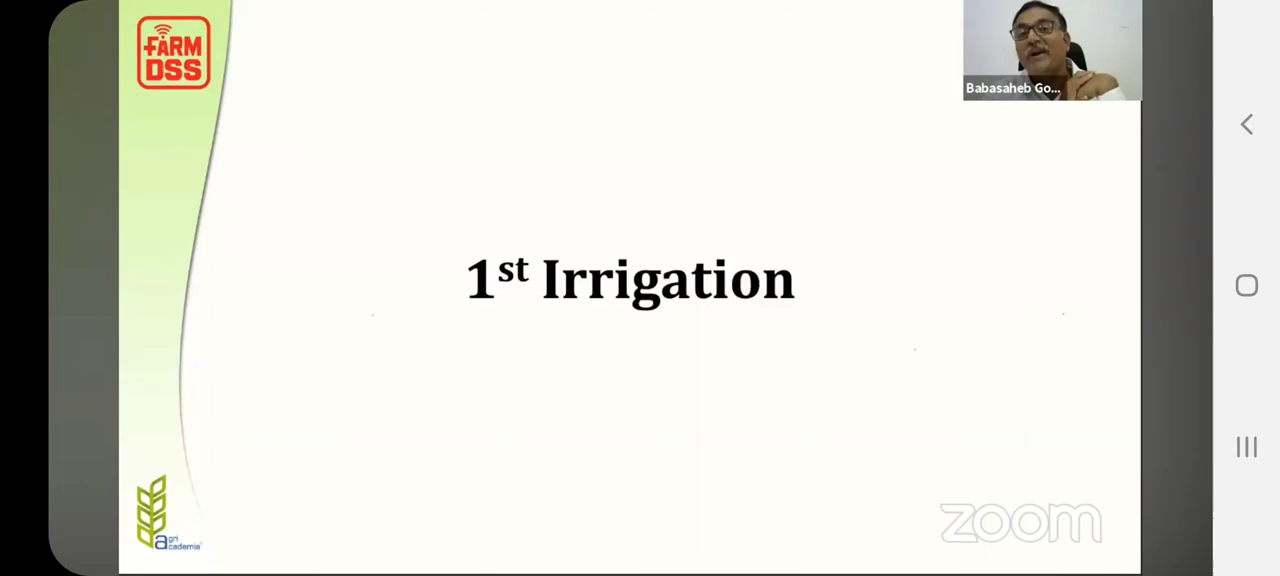 FARM
DSS
Babasaheb Go...
1st Irrigation
agri
academia
zoom